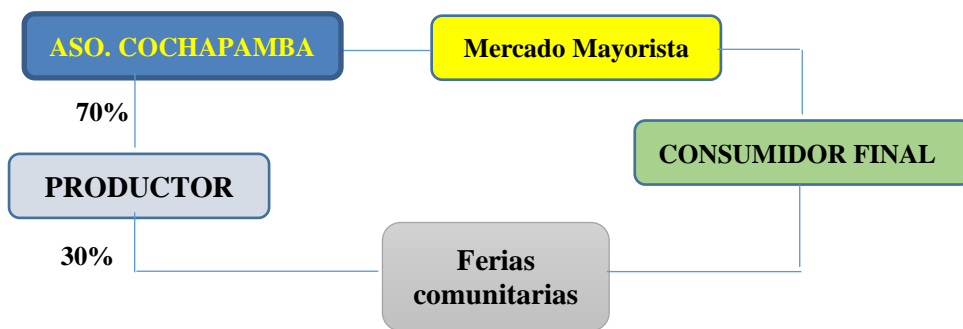 ASO. COCHAPAMBA
Mercado Mayorista
70%
CONSUMIDOR FINAL
PRODUCTOR
30%
Ferias
comunitarias